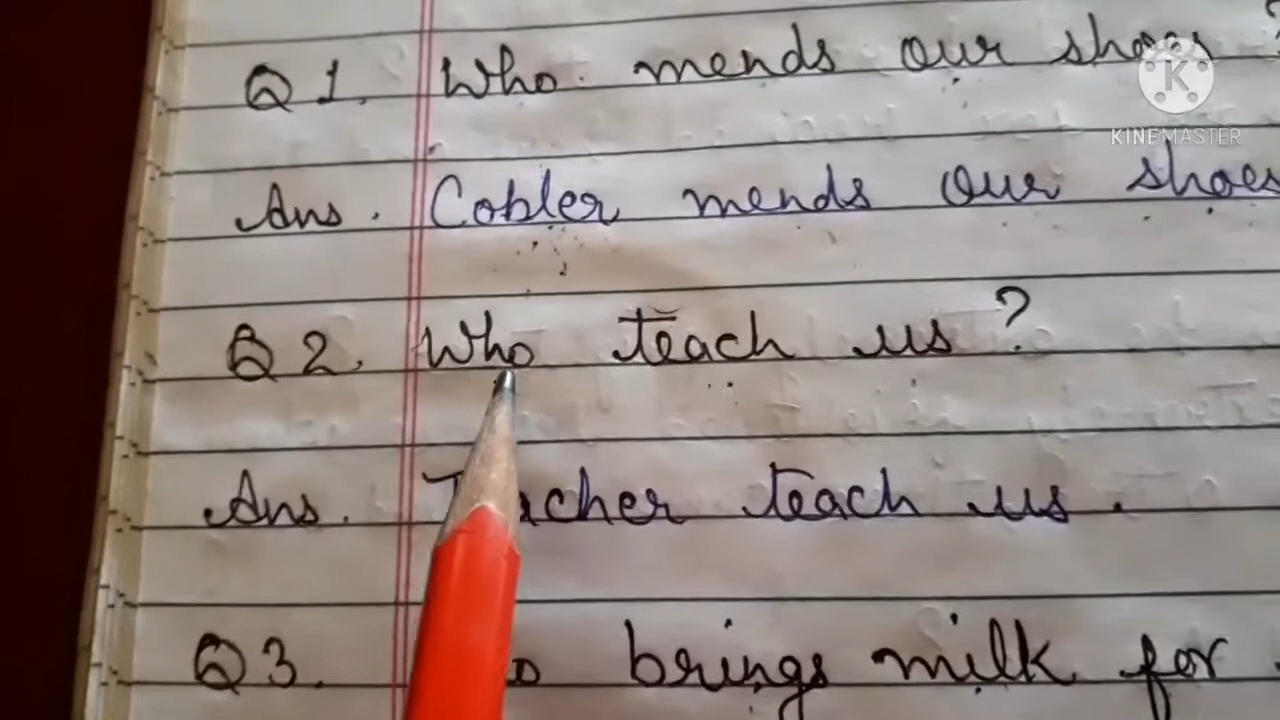 Q1. Who mends our shoes ?
KINEMASTER
Ans. Cobler mends our shoes
Q2. Who teach us?
Ans. Teacher teach us.
Q3. brings milk for